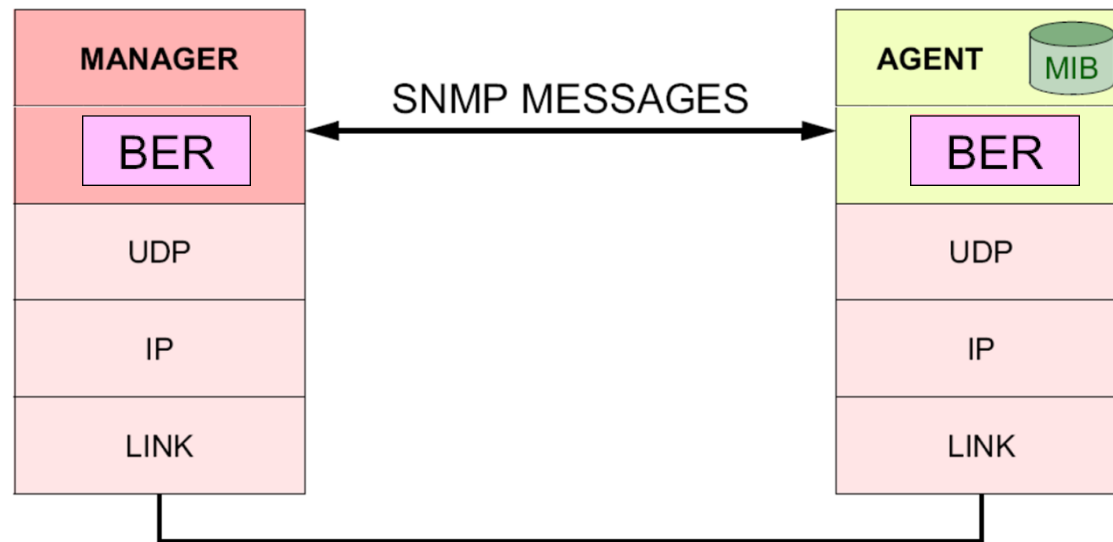 MANAGER
AGENT
MIB
SNMP MESSAGES
BER
BER
UDP
UDP
IP
IP
LINK
LINK